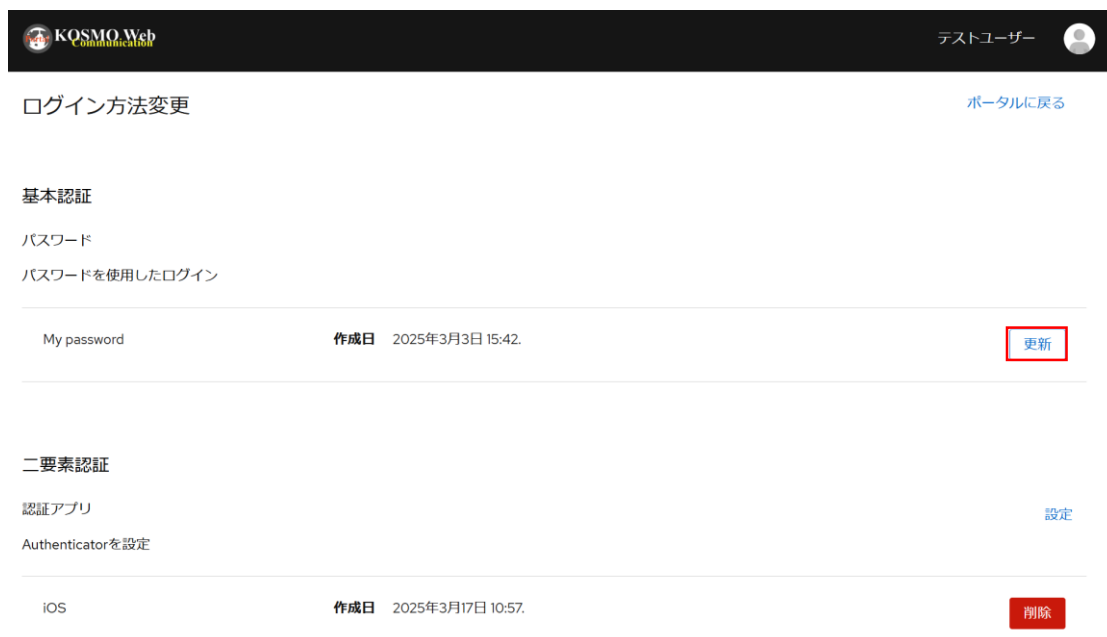 Portal KOSMO Web
Communication
テストユーザー
ログイン方法変更
ポータルに戻る
基本認証
パスワード
パスワードを使用したログイン
My password 作成日 2025年3月3日 15:42. 更新
二要素認証
認証アプリ
設定
Authenticatorを設定
iOS 作成日 2025年3月17日 10:57. 削除